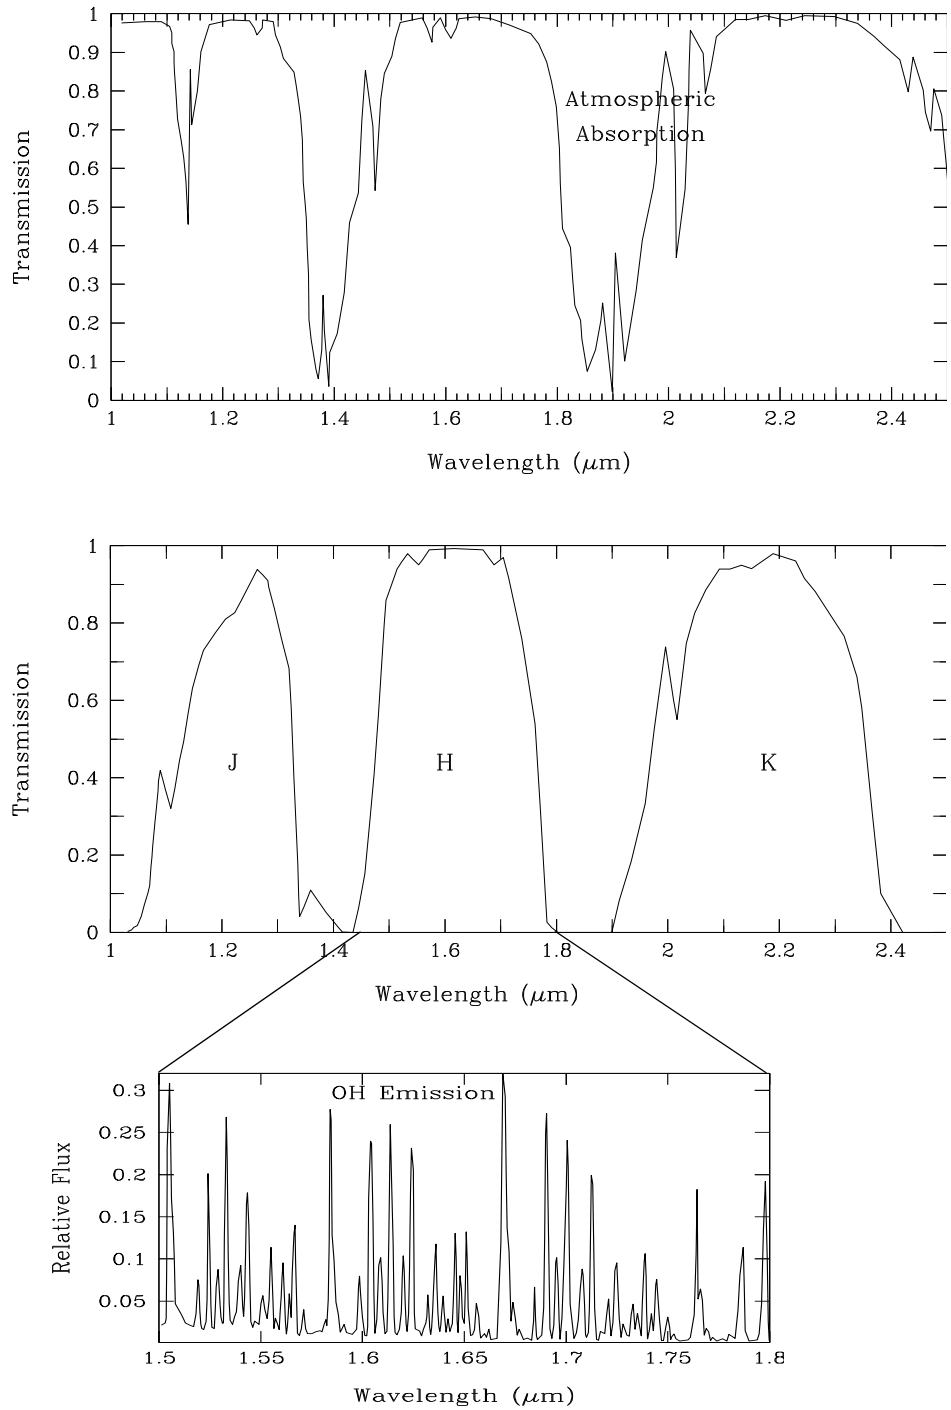 1
0.9
0.8
0.7
0.6
0.5
0.4
0.3
0.2
0.1
0
Transmission
Atmospheric
Absorption
1 1.2 1.4 1.6 1.8 2 2.2 2.4
Wavelength (μm)
1
0.8
0.6
0.4
0.2
0
Transmission
J H K
1 1.2 1.4 1.6 1.8 2 2.2 2.4
Wavelength (μm)
OH Emission
0.3
0.25
0.2
0.15
0.1
0.05
Relative Flux
1.5 1.55 1.6 1.65 1.7 1.75 1.8
Wavelength (μm)